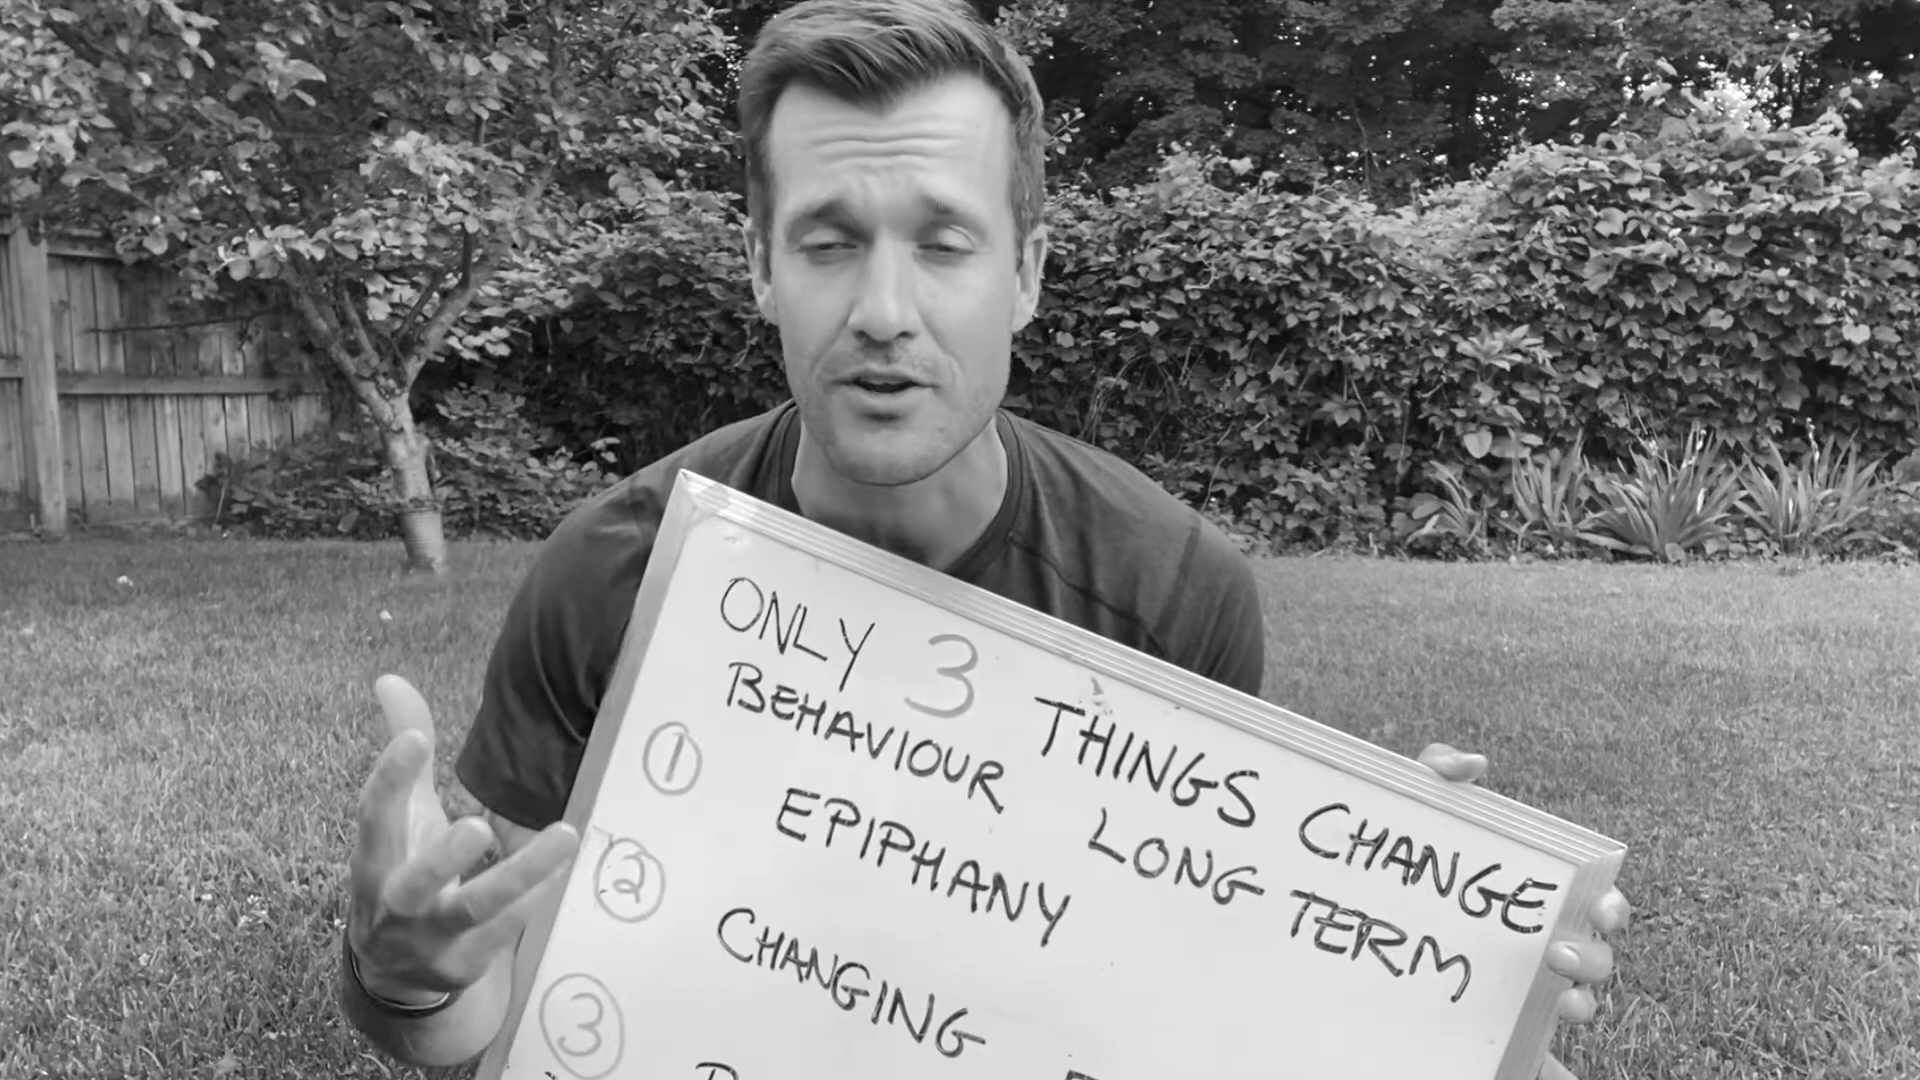 ONLY 3 THINGS CHANGE
BEHAVIOUR LONG TERM
1 EPIPHANY
2 CHANGING
3